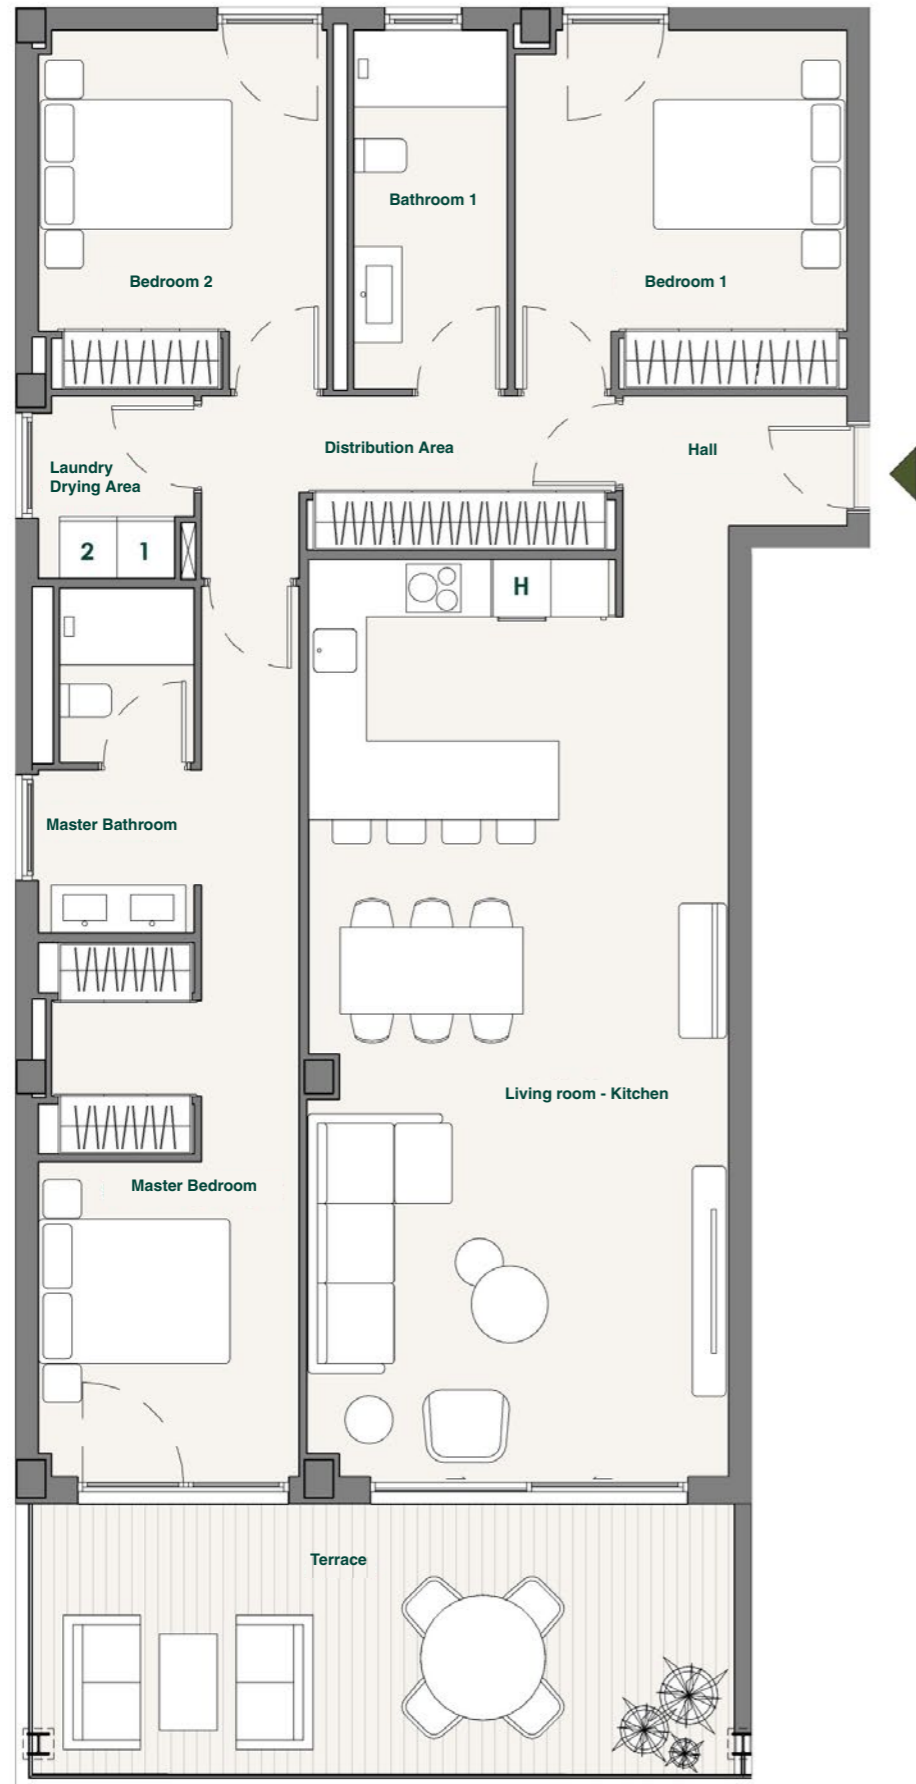 Bathroom 1
Bedroom 2
Bedroom 1
Distribution Area
Hall
Laundry
Drying Area
2
1
H
Master Bathroom
Living room - Kitchen
Master Bedroom
Terrace